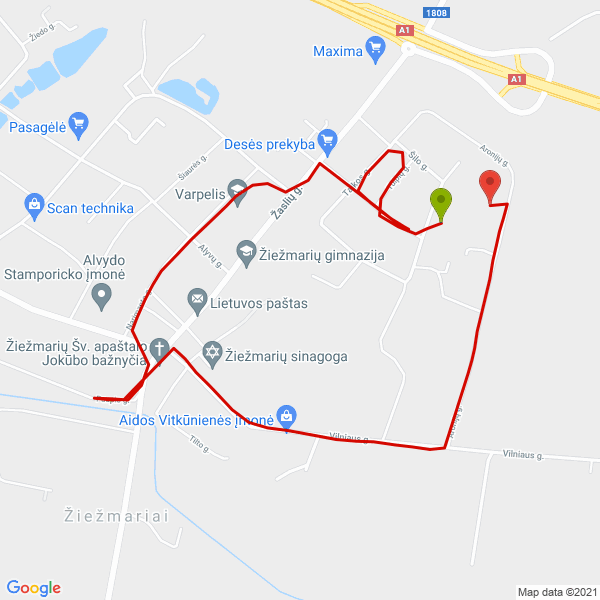 1808
A1
Žiedo g.
Maxima
A1
Pasagėlė
Desės prekyba
Šilo g.
Aronijų g.
Šiaurės g.
Takos g.
Varpelis
Scan technika
Žaslių g.
Alyvų g.
Alvydo
Stamporicko įmonė
Žiežmarių gimnazija
Lietuvos paštas
Žiežmarių Šv. apaštalo
Jokūbo bažnyčia
Žiežmarių sinagoga
Aidos Vitkūnienės įmonė
Vilniaus g.
Tilto g.
Vilniaus g.
Žiežmariai
Google
Map data ©2021